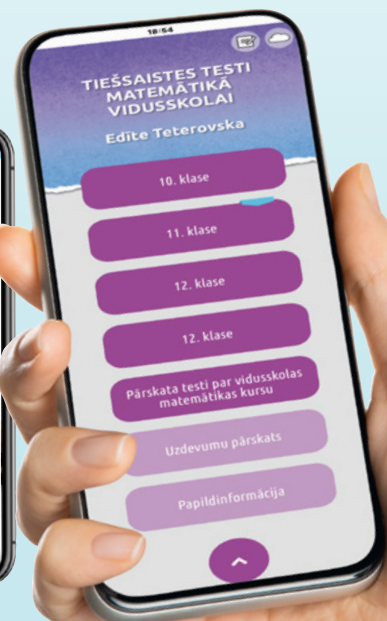 18:54
TIEŠSAISTES TESTI
MATEMĀTIKĀ
VIDUSSKOLAI
Edīte Teterovska
10. klase
11. klase
12. klase
12. klase
Pārskata testi par vidusskolas
matemātikas kursu
Uzdevumu pārskats
Papildinformācija